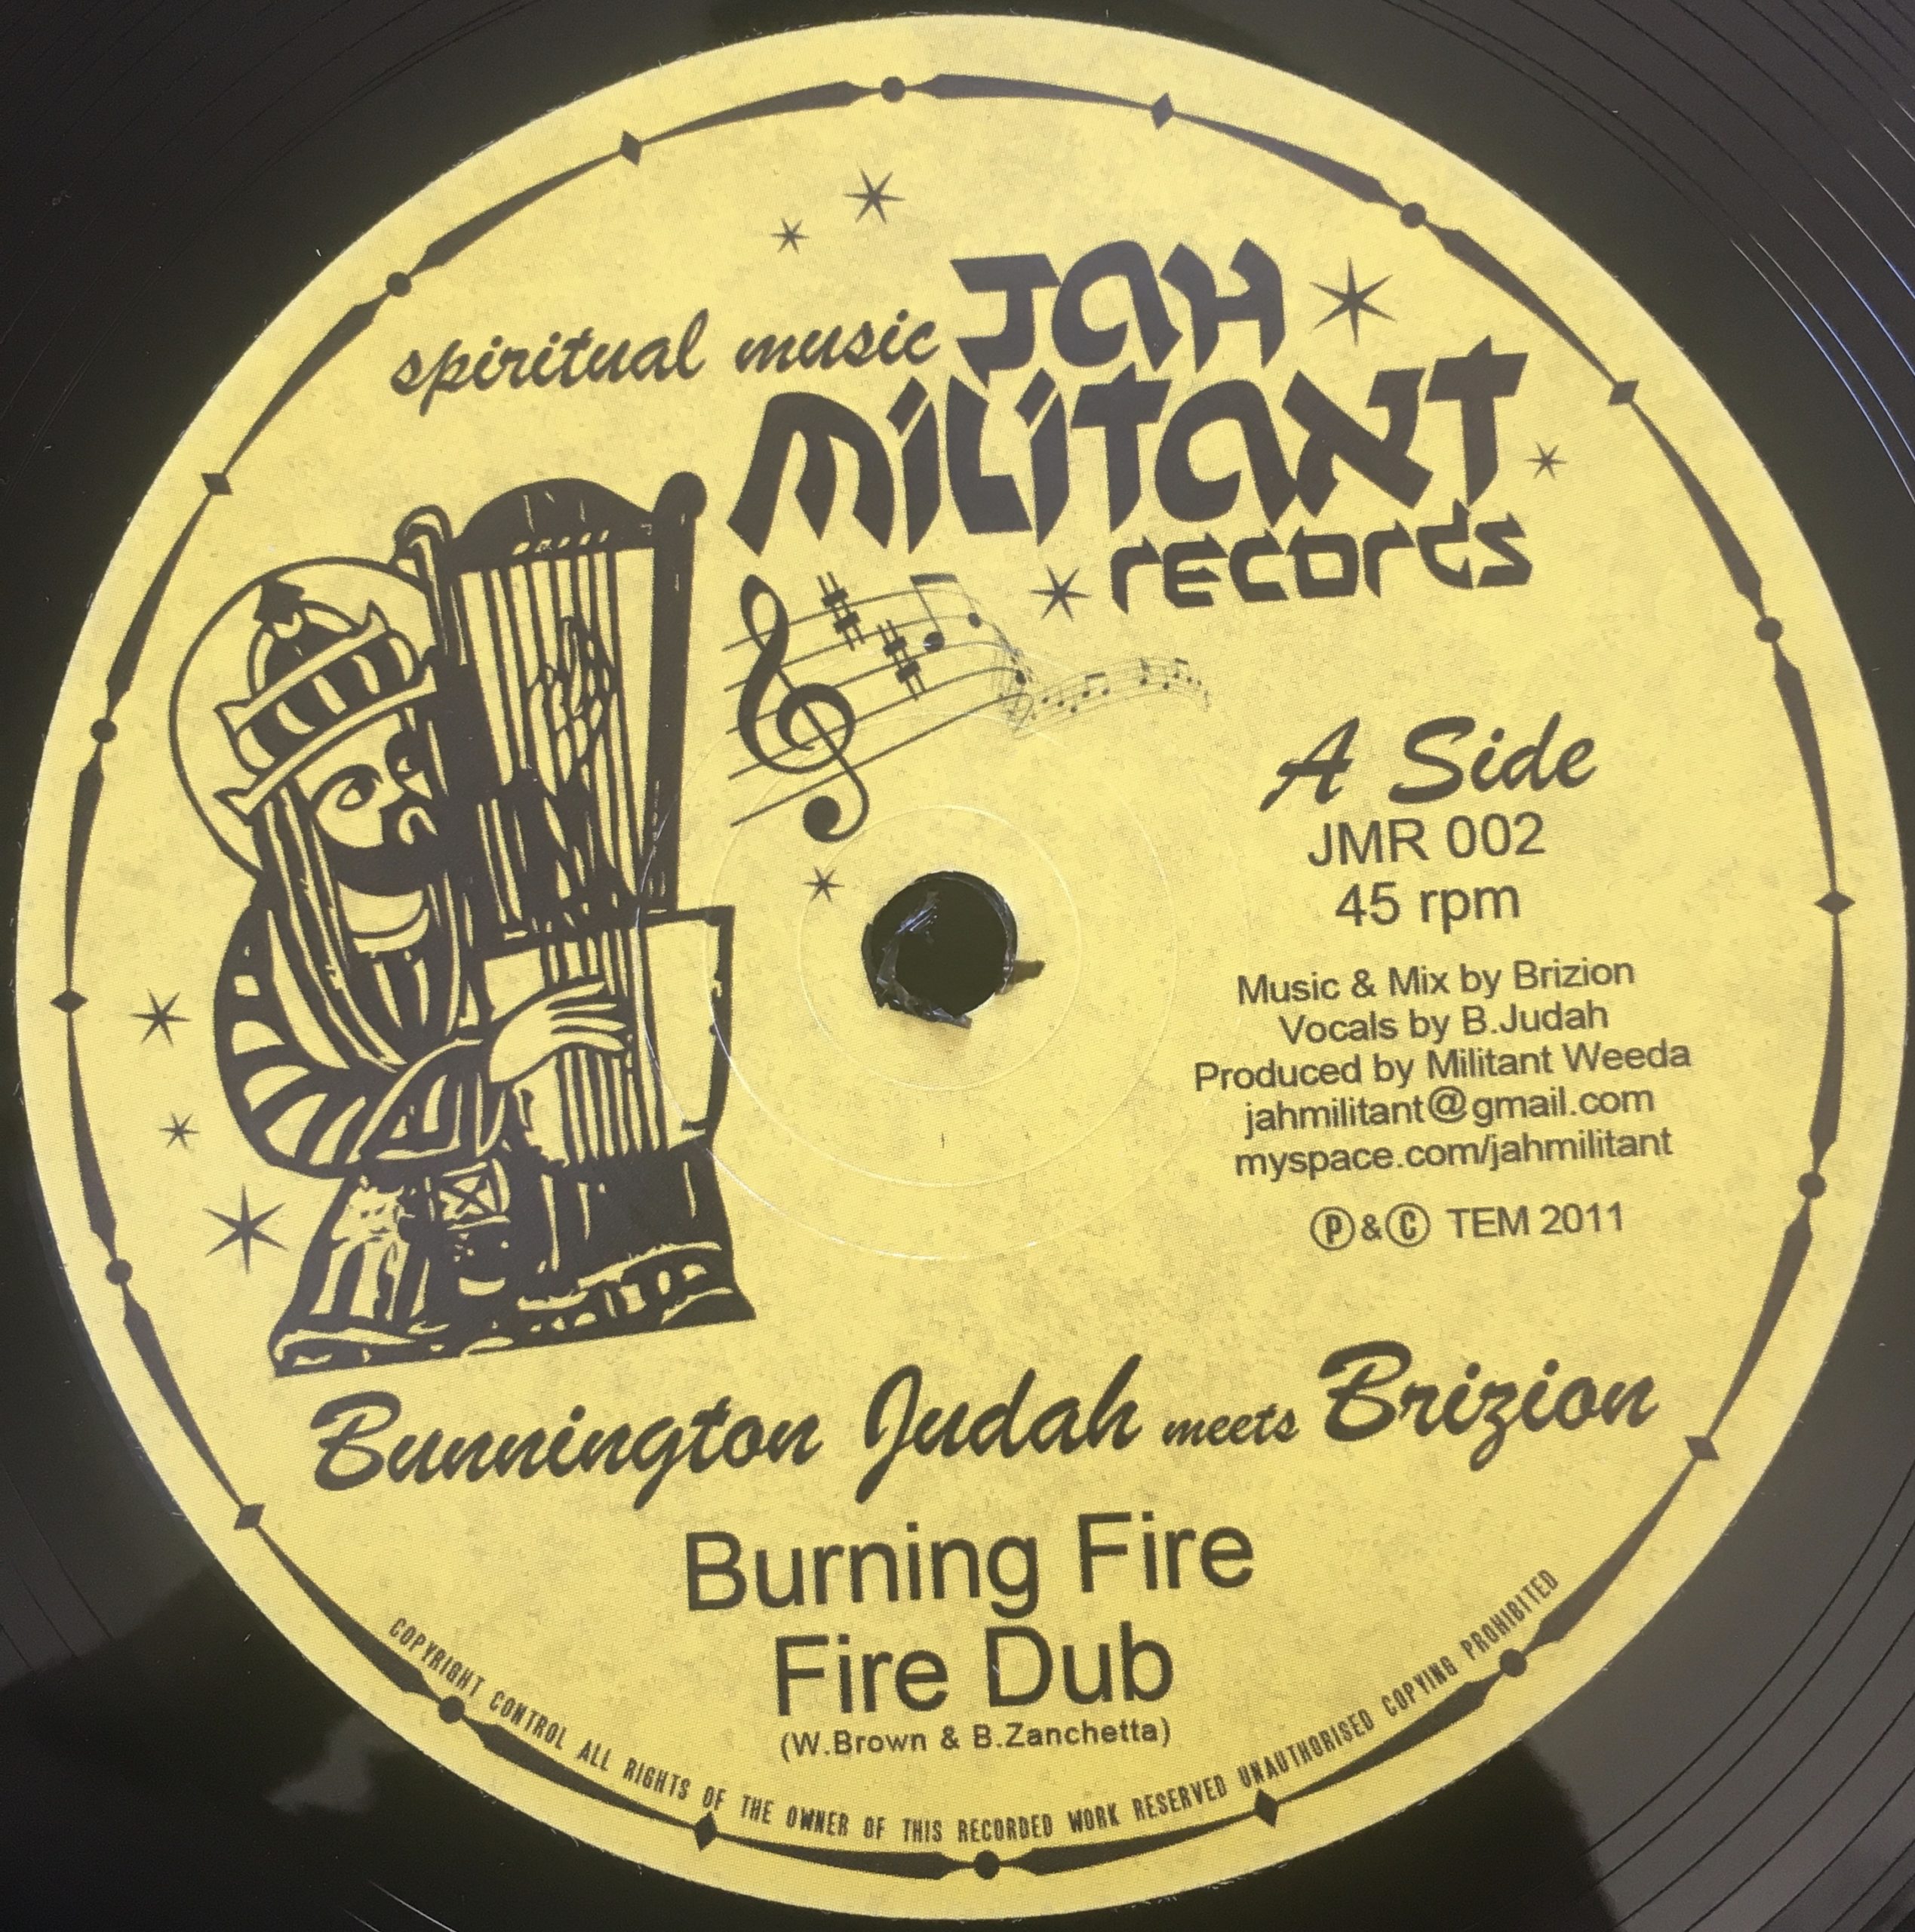 spiritual music JAH
MILITANT
records
A Side
JMR 002
45 rpm
Music & Mix by Brizion
Vocals by B.Judah
Produced by Militant Weeda
jahmilitant@gmail.com
myspace.com/jahmilitant
Ⓟ&Ⓒ TEM 2011
Bunnington Judah meets Brizion
Burning Fire
Fire Dub
(W.Brown & B.Zanchetta)
COPYRIGHT CONTROL ALL RIGHTS OF THE OWNER OF THIS RECORDED WORK RESERVED UNAUTHORISED COPYING PROHIBITED